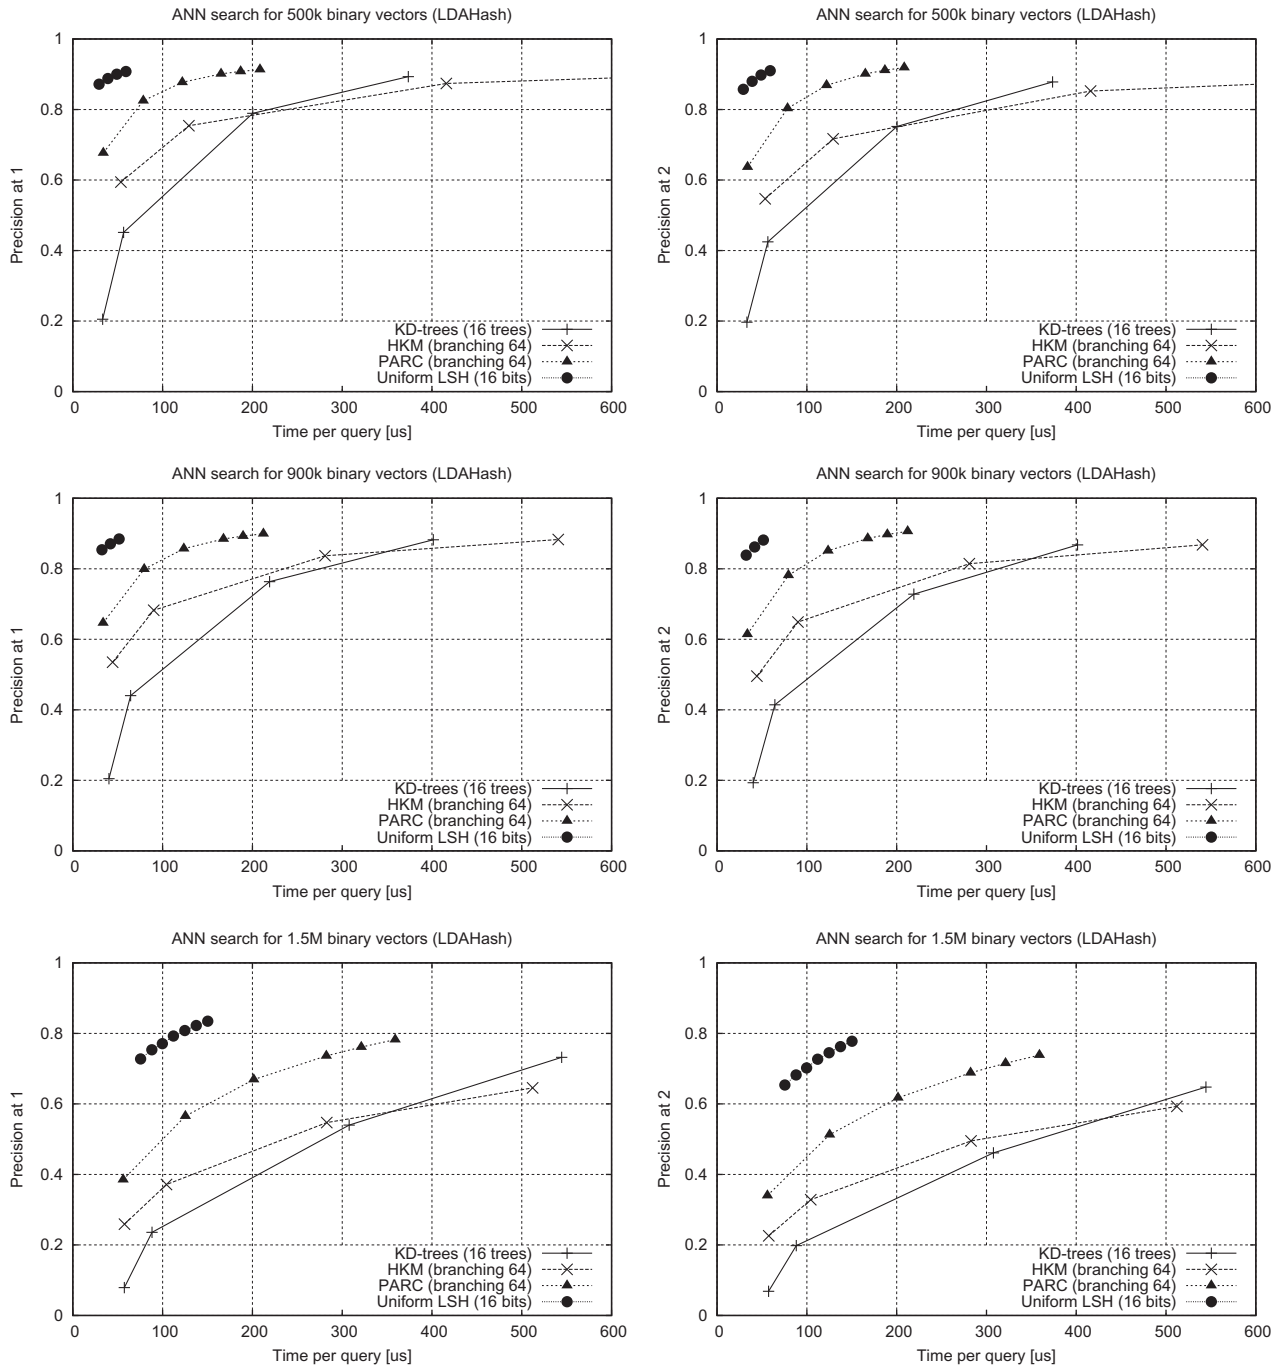 ANN search for 500k binary vectors (LDAHash)
1
0.8
0.6
0.4
0.2
0
Precision at 1
KD-trees (16 trees)
HKM (branching 64)
PARC (branching 64)
Uniform LSH (16 bits)
0 100 200 300 400 500 600
Time per query [us]
ANN search for 500k binary vectors (LDAHash)
1
0.8
0.6
0.4
0.2
0
Precision at 2
KD-trees (16 trees)
HKM (branching 64)
PARC (branching 64)
Uniform LSH (16 bits)
0 100 200 300 400 500 600
Time per query [us]
ANN search for 900k binary vectors (LDAHash)
1
0.8
0.6
0.4
0.2
0
Precision at 1
KD-trees (16 trees)
HKM (branching 64)
PARC (branching 64)
Uniform LSH (16 bits)
0 100 200 300 400 500 600
Time per query [us]
ANN search for 900k binary vectors (LDAHash)
1
0.8
0.6
0.4
0.2
0
Precision at 2
KD-trees (16 trees)
HKM (branching 64)
PARC (branching 64)
Uniform LSH (16 bits)
0 100 200 300 400 500 600
Time per query [us]
ANN search for 1.5M binary vectors (LDAHash)
1
0.8
0.6
0.4
0.2
0
Precision at 1
KD-trees (16 trees)
HKM (branching 64)
PARC (branching 64)
Uniform LSH (16 bits)
0 100 200 300 400 500 600
Time per query [us]
ANN search for 1.5M binary vectors (LDAHash)
1
0.8
0.6
0.4
0.2
0
Precision at 2
KD-trees (16 trees)
HKM (branching 64)
PARC (branching 64)
Uniform LSH (16 bits)
0 100 200 300 400 500 600
Time per query [us]